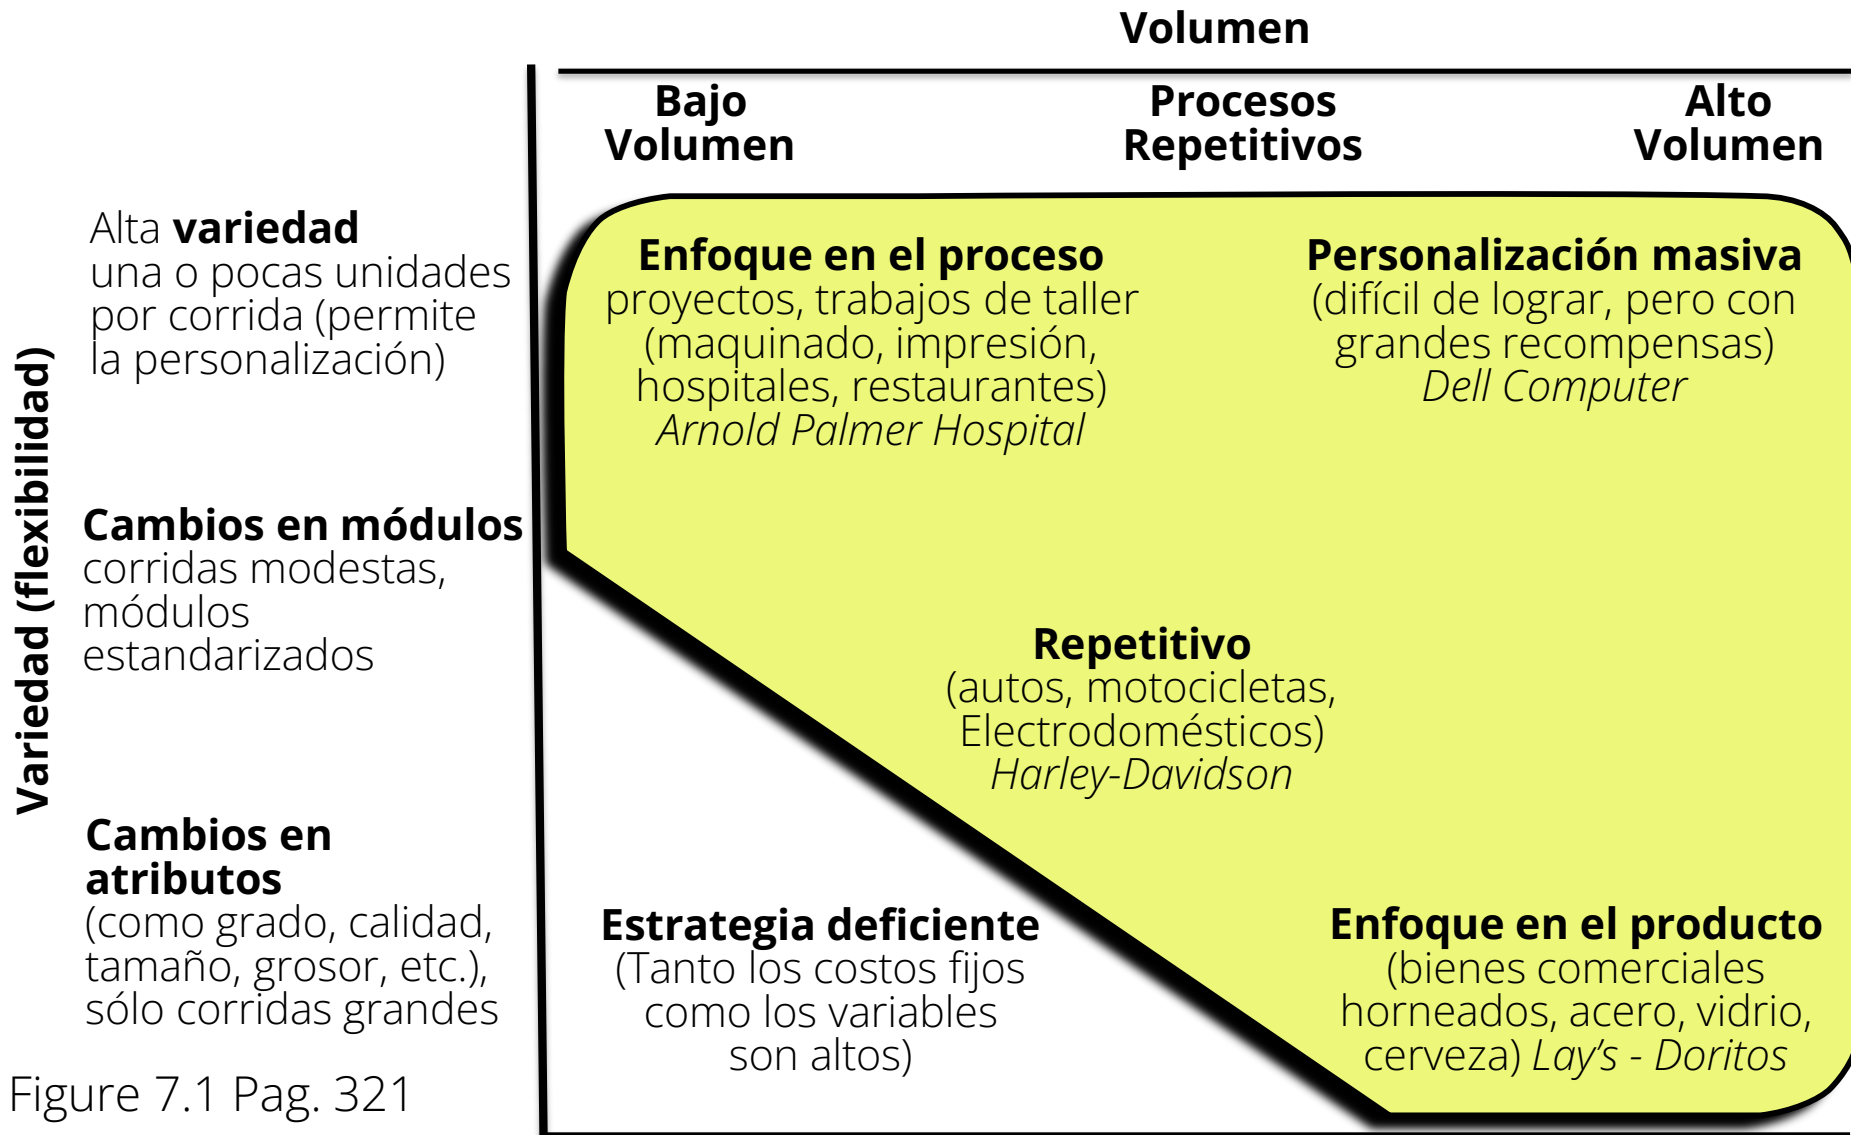 Volumen
Bajo
Volumen
Procesos
Repetitivos
Alto
Volumen
Variedad (flexibilidad)
Alta variedad
una o pocas unidades
por corrida (permite
la personalización)
Cambios en módulos
corridas modestas,
módulos
estandarizados
Cambios en
atributos
(como grado, calidad,
tamaño, grosor, etc.),
sólo corridas grandes
Enfoque en el proceso
proyectos, trabajos de taller
(maquinado, impresión,
hospitales, restaurantes)
Arnold Palmer Hospital
Personalización masiva
(difícil de lograr, pero con
grandes recompensas)
Dell Computer
Repetitivo
(autos, motocicletas,
Electrodomésticos)
Harley-Davidson
Estrategia deficiente
(Tanto los costos fijos
como los variables
son altos)
Enfoque en el producto
(bienes comerciales
horneados, acero, vidrio,
cerveza) Lay's - Doritos
Figure 7.1 Pag. 321